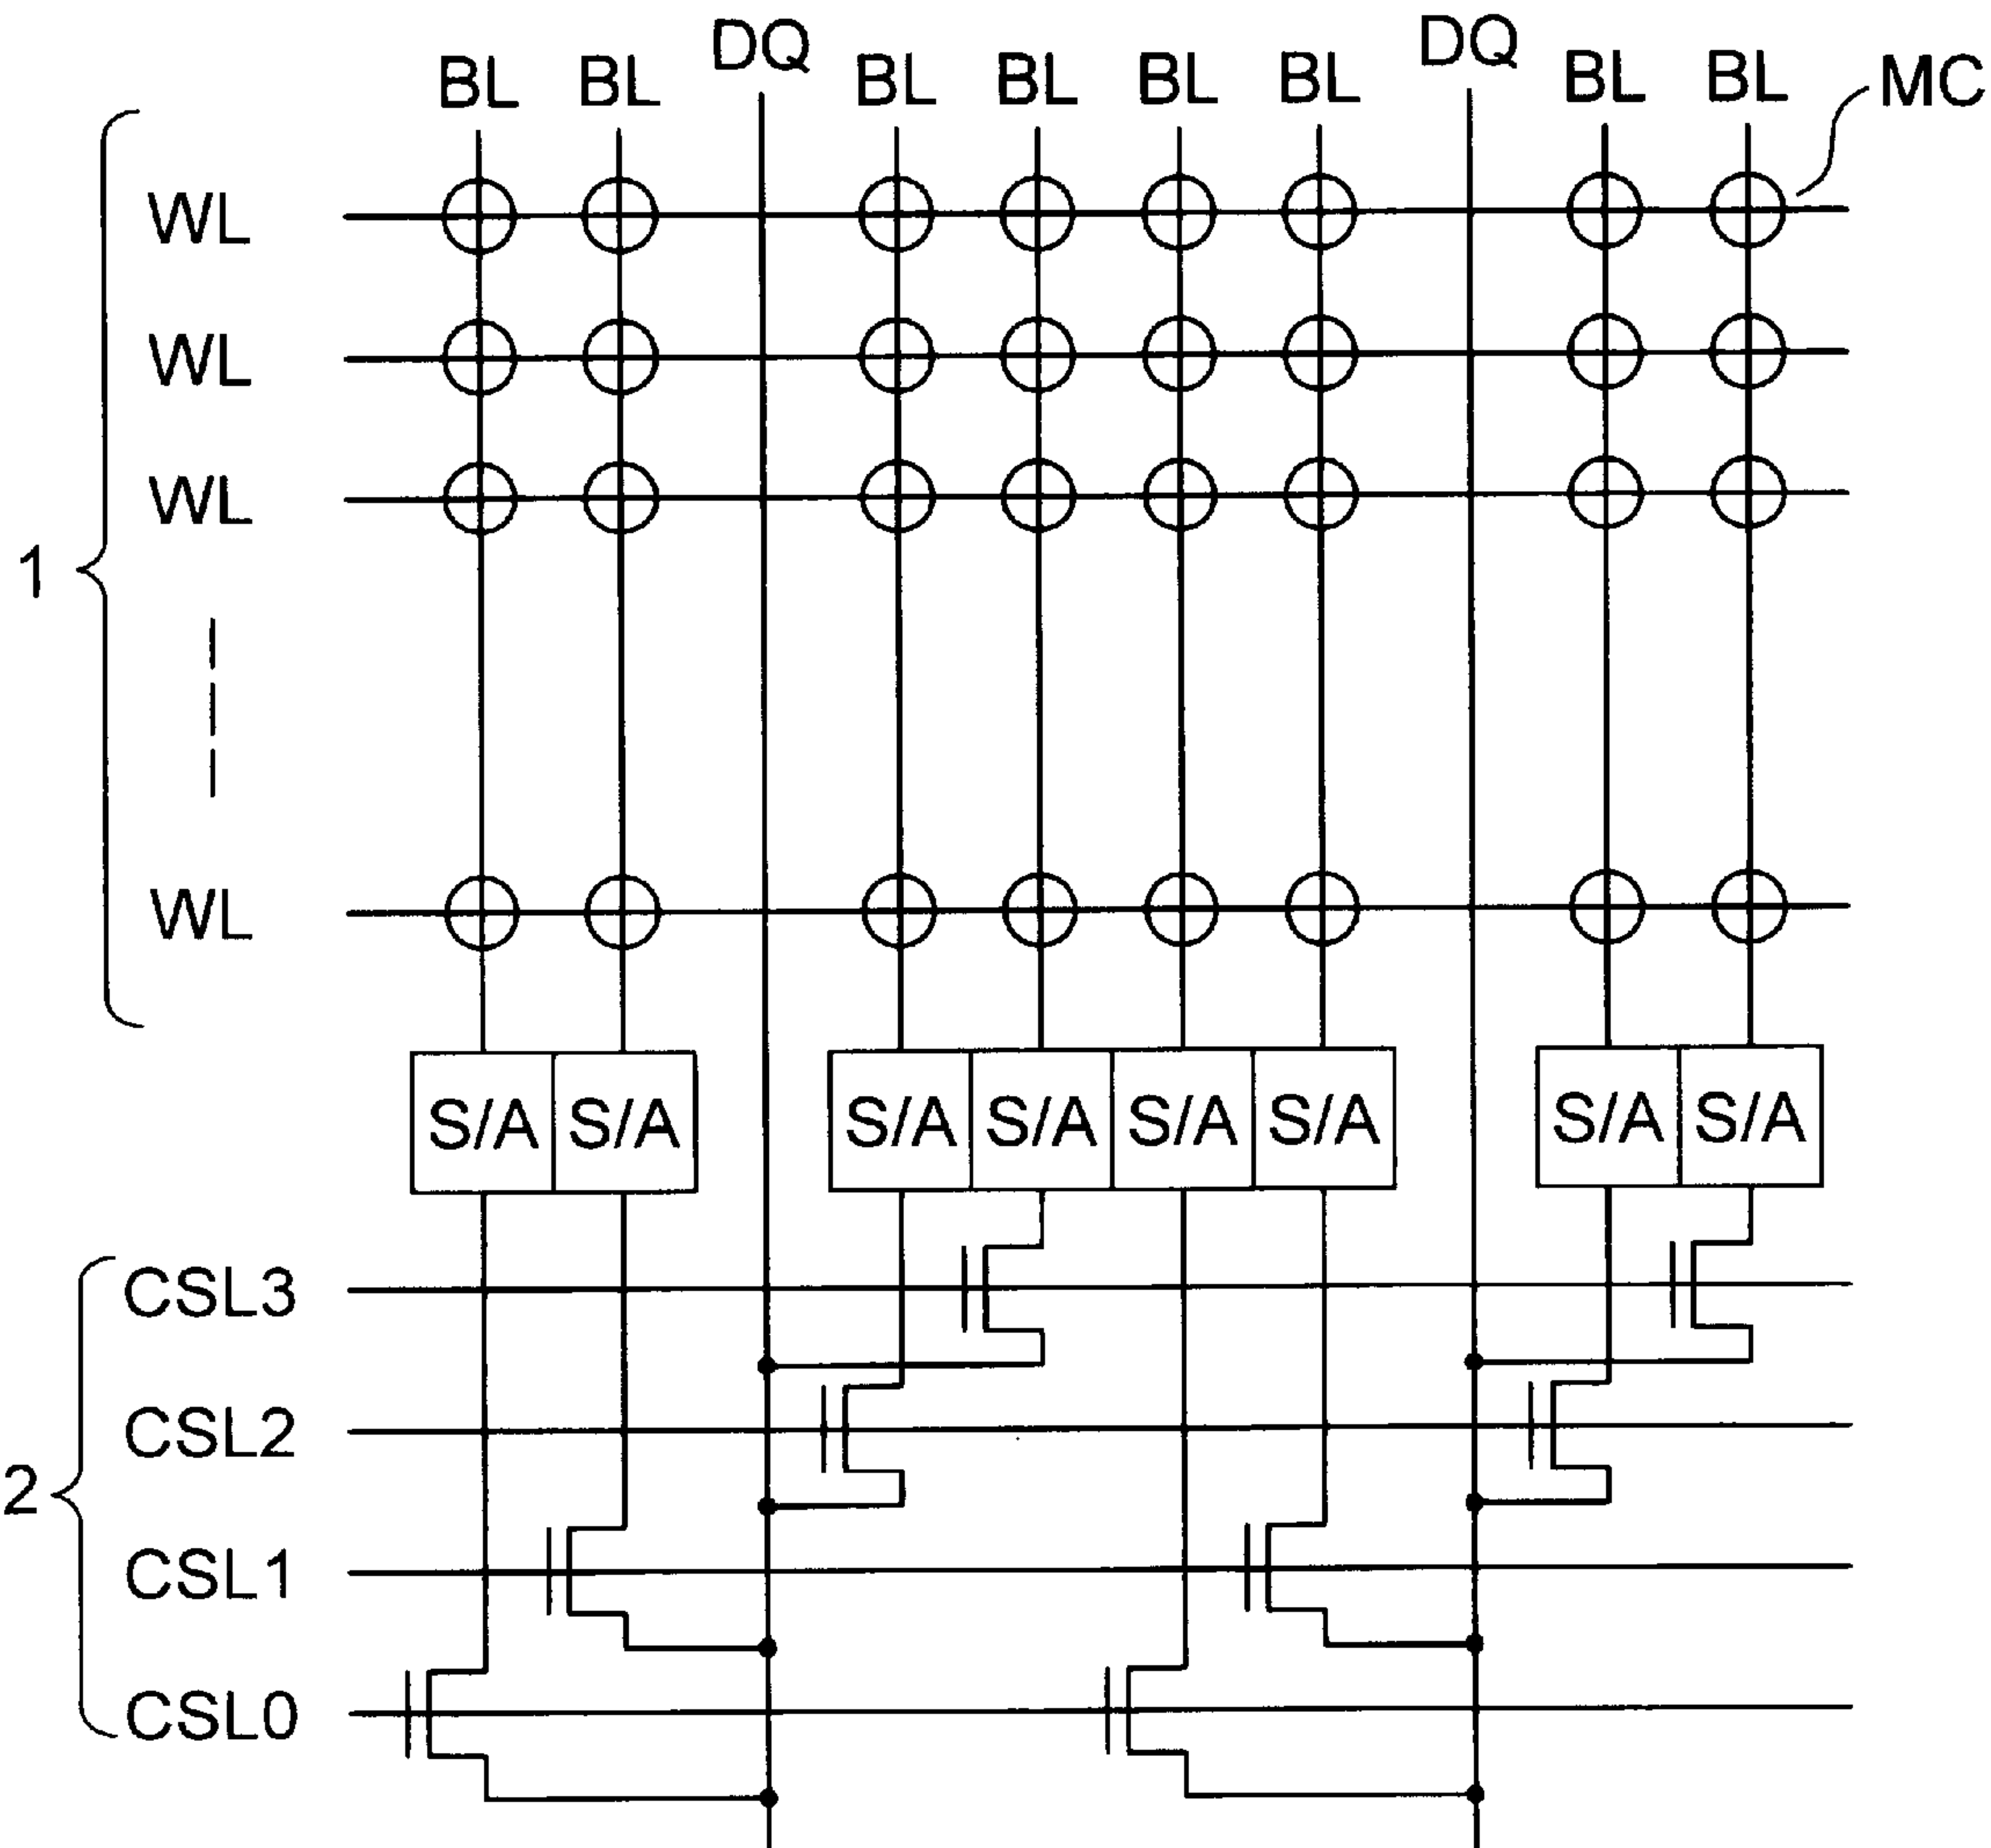 DQ DQ
BL BL BL BL BL BL BL BL MC
WL
WL
WL
1
WL
S/A S/A S/A S/A S/A S/A S/A S/A
CSL3
CSL2
2
CSL1
CSL0